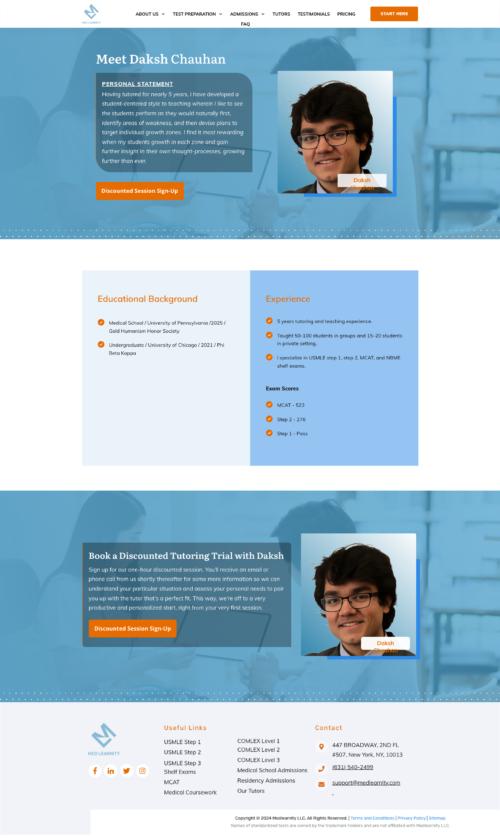 ABOUT US TEST PREPARATION ADMISSIONS TUTORS TESTIMONIALS PRICING START HERE
MED LEARNITY
FAQ
Meet Daksh Chauhan
PERSONAL STATEMENT
Having tutored for nearly 5 years, I have developed a
student-centered style to teaching wherein I like to see
the students perform as they would naturally first,
identify areas of weakness, and then devise plans to
target individual growth zones. I find it most rewarding
when my students growth in each zone and gain
further insight in their own thought-processes, growing
further than ever.
Daksh
Chauhan
Discounted Session Sign-Up
Educational Background
Medical School / University of Pennsylvania /2025 /
Gold Humanism Honor Society
Undergraduate / University of Chicago / 2021 / Phi
Beta Kappa
Experience
5 years tutoring and teaching experience.
Taught 50-100 students in groups and 15-20 students
in private setting.
I specialize in USMLE step 1, step 2, MCAT, and NBME
shelf exams.
Exam Scores
MCAT - 523
Step 2 - 276
Step 1 - Pass
Book a Discounted Tutoring Trial with Daksh
Sign up for our one-hour discounted session. You'll receive an email or
phone call from us shortly thereafter for some more information so we can
understand your particular situation and assess your personal needs to pair
you up with the tutor that's a perfect fit. This way, we're off to a very
productive and personalized start, right from your very first session.
Discounted Session Sign-Up
Daksh
Chauhan
MED LEARNITY
Useful Links
USMLE Step 1
USMLE Step 2
USMLE Step 3
Shelf Exams
MCAT
Medical Coursework
COMLEX Level 1
COMLEX Level 2
COMLEX Level 3
Medical School Admissions
Residency Admissions
Our Tutors
Contact
447 BROADWAY, 2ND FL
#507, New York, NY, 10013
(631) 540-2499
support@medlearnity.com
Copyright © 2024 Medlearnity LLC. All Rights Reserved. | Terms and Conditions | Privacy Policy | Sitemap
Names of standardized tests are owned by the trademark holders and are not affiliated with Medlearnity LLC.